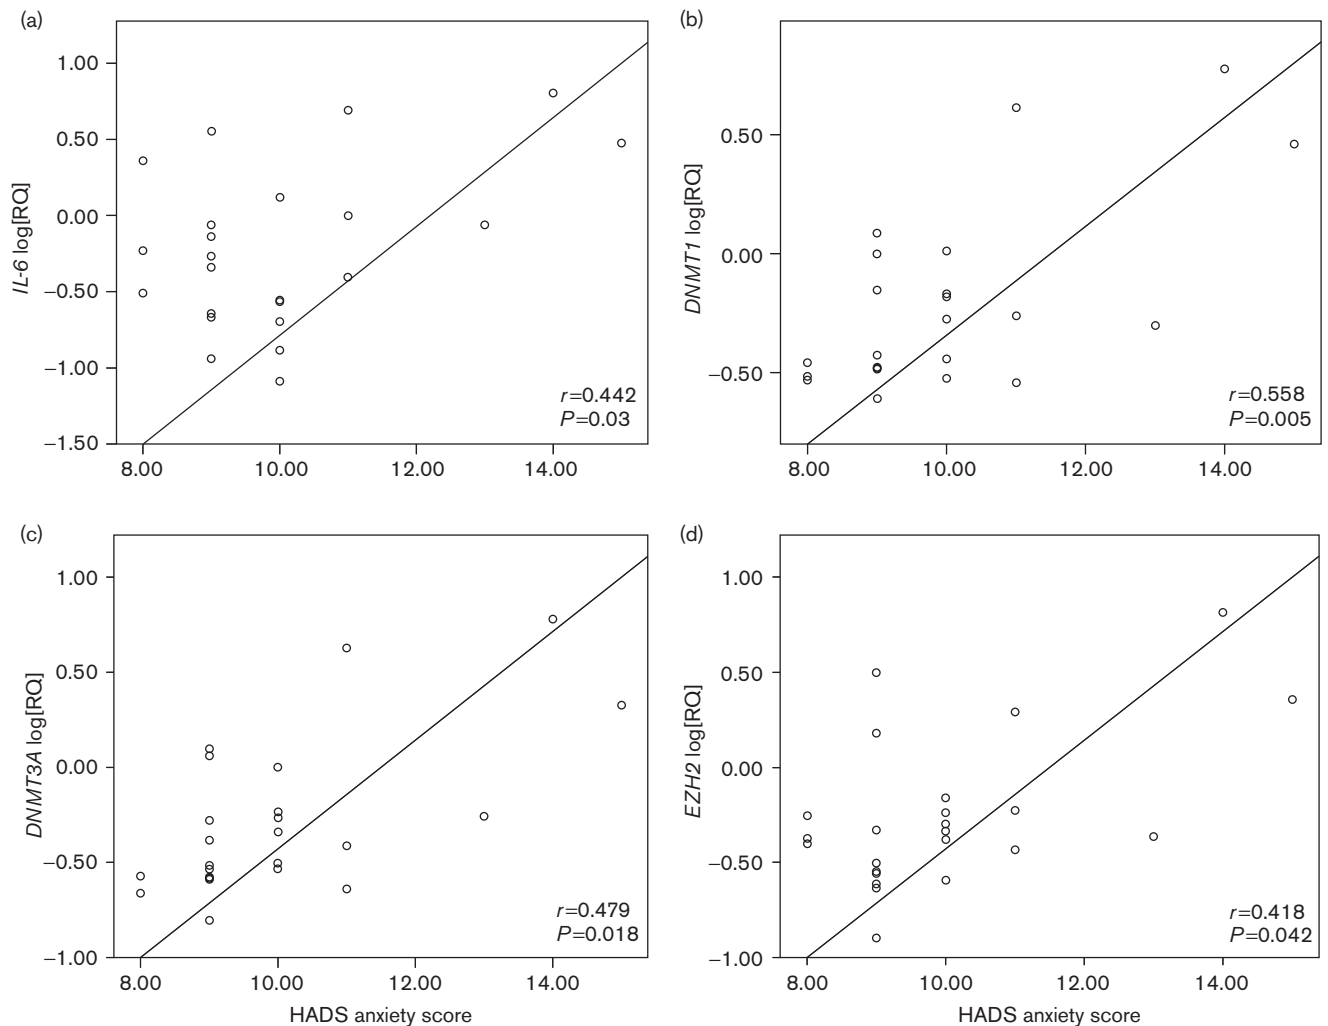 (a)
IL-6 log[RQ]
1.00
0.50
0.00
−0.50
−1.00
−1.50
8.00 10.00 12.00 14.00
r=0.442
P=0.03
(b)
DNMT1 log[RQ]
0.50
0.00
−0.50
8.00 10.00 12.00 14.00
r=0.558
P=0.005
(c)
DNMT3A log[RQ]
1.00
0.50
0.00
−0.50
−1.00
8.00 10.00 12.00 14.00
HADS anxiety score
r=0.479
P=0.018
(d)
EZH2 log[RQ]
1.00
0.50
0.00
−0.50
−1.00
8.00 10.00 12.00 14.00
HADS anxiety score
r=0.418
P=0.042